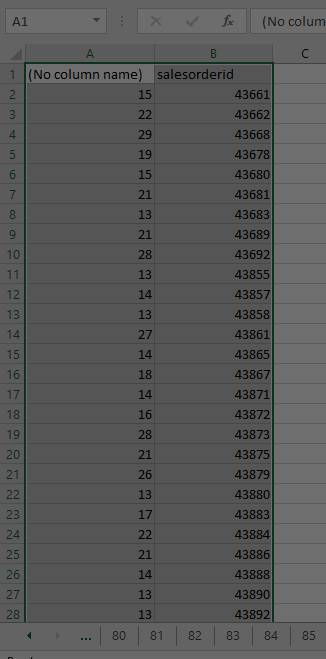 A1 fx (No colum
A B C
1 (No column name) salesorderid
2 15 43661
3 22 43662
4 29 43668
5 19 43678
6 15 43680
7 21 43681
8 13 43683
9 21 43689
10 28 43692
11 13 43855
12 14 43857
13 13 43858
14 27 43861
15 14 43865
16 18 43867
17 14 43871
18 16 43872
19 28 43873
20 21 43875
21 26 43879
22 13 43880
23 17 43883
24 22 43884
25 21 43886
26 14 43888
27 13 43890
28 13 43892
... 80 81 82 83 84 85